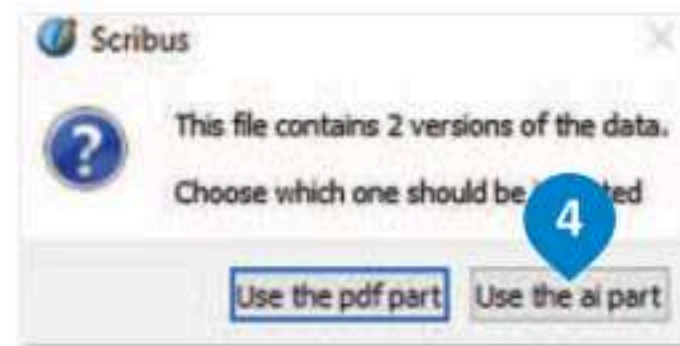 Scribus
This file contains 2 versions of the data.
Choose which one should be
4
Use the pdf part Use the ai part